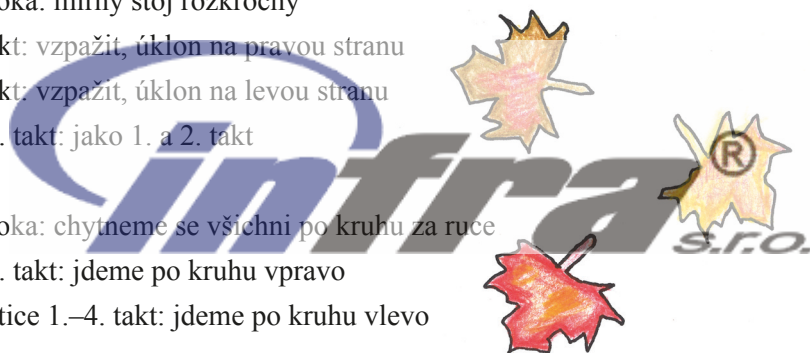 oka: mírný stoj rozkročný
kt: vzpažit, úklon na pravou stranu
kt: vzpažit, úklon na levou stranu
. takt: jako 1. a 2. takt
infra® s.r.o.
oka: chytneme se všichni po kruhu za ruce
. takt: jdeme po kruhu vpravo
tice 1.–4. takt: jdeme po kruhu vlevo